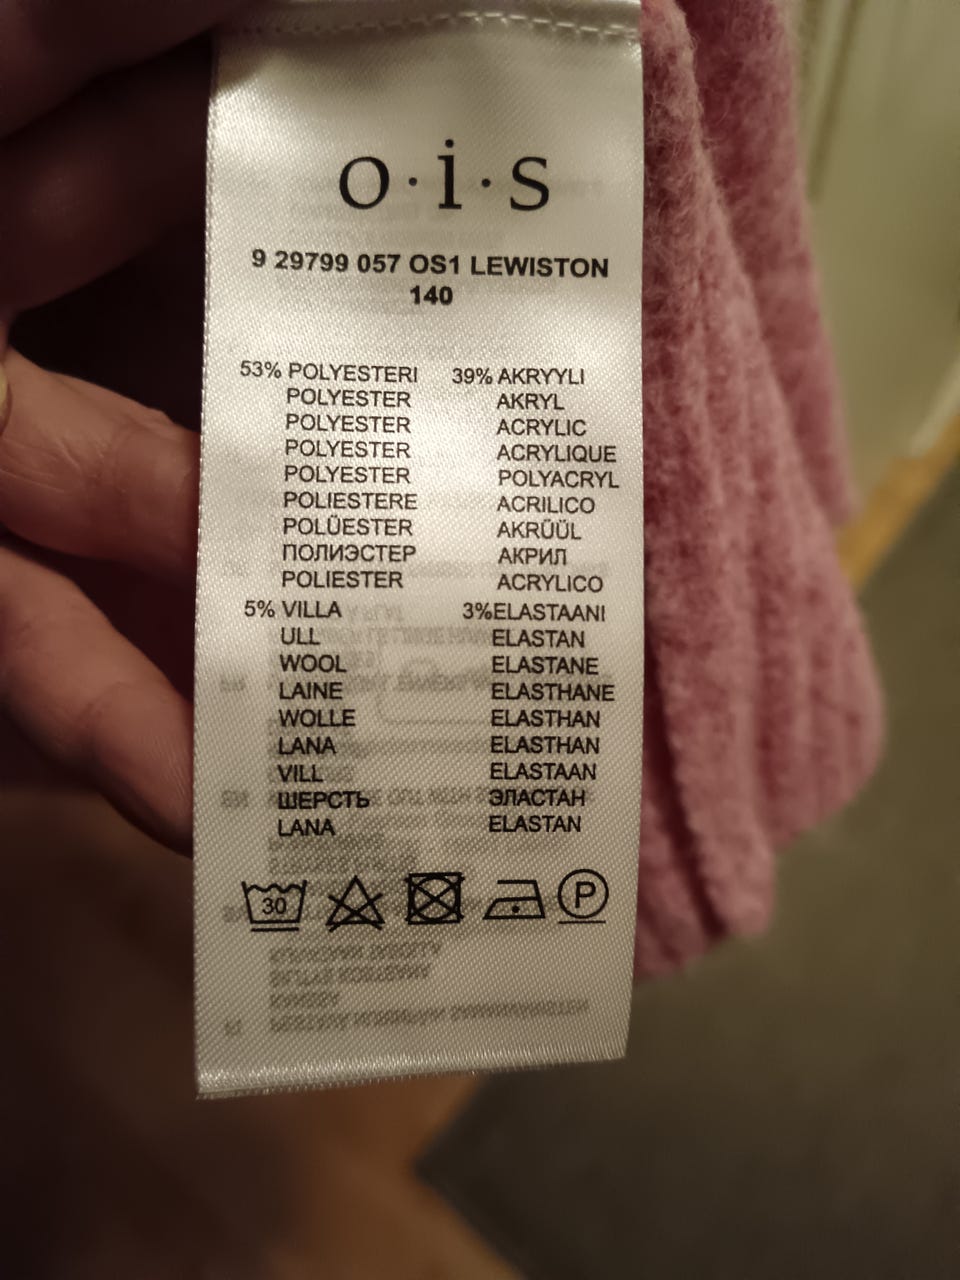 o·i·s
9 29799 057 OS1 LEWISTON
140
53% POLYESTERI
POLYESTER
POLYESTER
POLYESTER
POLYESTER
POLIESTERE
POLÜESTER
ПОЛИЭСТЕР
POLIESTER
39% AKRYYLI
AKRYL
ACRYLIC
ACRYLIQUE
POLYACRYL
ACRILICO
AKRÜÜL
АКРИЛ
ACRYLICO
5% VILLA
ULL
WOOL
LAINE
WOLLE
LANA
VILL
ШЕРСТЬ
LANA
3%ELASTAANI
ELASTAN
ELASTANE
ELASTHANE
ELASTHAN
ELASTHAN
ELASTAAN
ЭЛАСТАН
ELASTAN
30
P